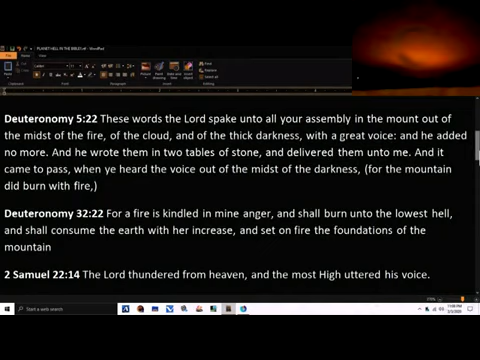 PLANET HELL IN THE BIBLE.rtf - WordPad
Deuteronomy 5:22 These words the Lord spake unto all your assembly in the mount out of
the midst of the fire, of the cloud, and of the thick darkness, with a great voice: and he added
no more. And he wrote them in two tables of stone, and delivered them unto me. And it
came to pass, when ye heard the voice out of the midst of the darkness, (for the mountain
did burn with fire,)
Deuteronomy 32:22 For a fire is kindled in mine anger, and shall burn unto the lowest hell,
and shall consume the earth with her increase, and set on fire the foundations of the
mountain
2 Samuel 22:14 The Lord thundered from heaven, and the most High uttered his voice.
Start a web search